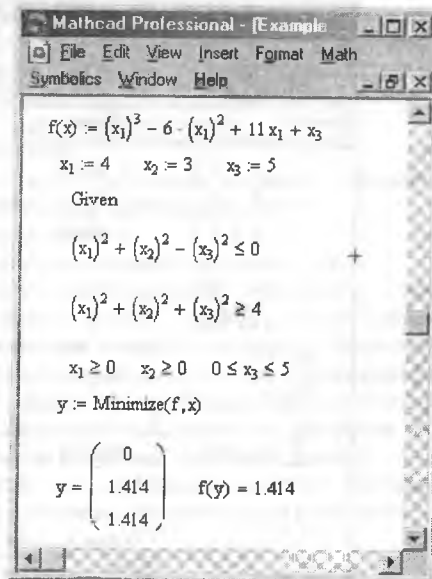 Mathcad Professional - [Example
File Edit View Insert Format Math
Symbolics Window Help
f(x) := (x₁)³ − 6 · (x₁)² + 11 x₁ + x₃
x₁ := 4 x₂ := 3 x₃ := 5
Given
(x₁)² + (x₂)² − (x₃)² ≤ 0
(x₁)² + (x₂)² + (x₃)² ≥ 4
x₁ ≥ 0 x₂ ≥ 0 0 ≤ x₃ ≤ 5
y := Minimize(f,x)
0
y = 1.414 f(y) = 1.414
1.414